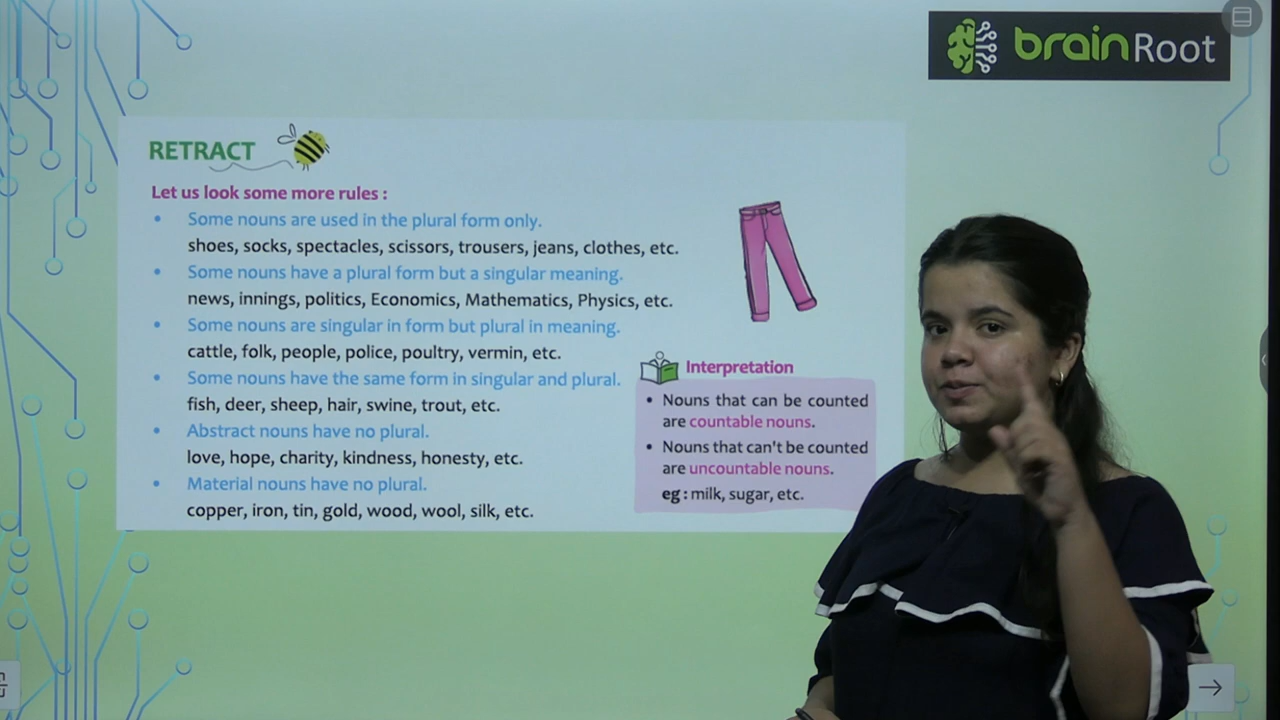 brainRoot
RETRACT
Let us look some more rules :
• Some nouns are used in the plural form only.
shoes, socks, spectacles, scissors, trousers, jeans, clothes, etc.
• Some nouns have a plural form but a singular meaning.
news, innings, politics, Economics, Mathematics, Physics, etc.
• Some nouns are singular in form but plural in meaning.
cattle, folk, people, police, poultry, vermin, etc.
• Some nouns have the same form in singular and plural.
fish, deer, sheep, hair, swine, trout, etc.
• Abstract nouns have no plural.
love, hope, charity, kindness, honesty, etc.
• Material nouns have no plural.
copper, iron, tin, gold, wood, wool, silk, etc.
Interpretation
• Nouns that can be counted
are countable nouns.
• Nouns that can't be counted
are uncountable nouns.
eg : milk, sugar, etc.